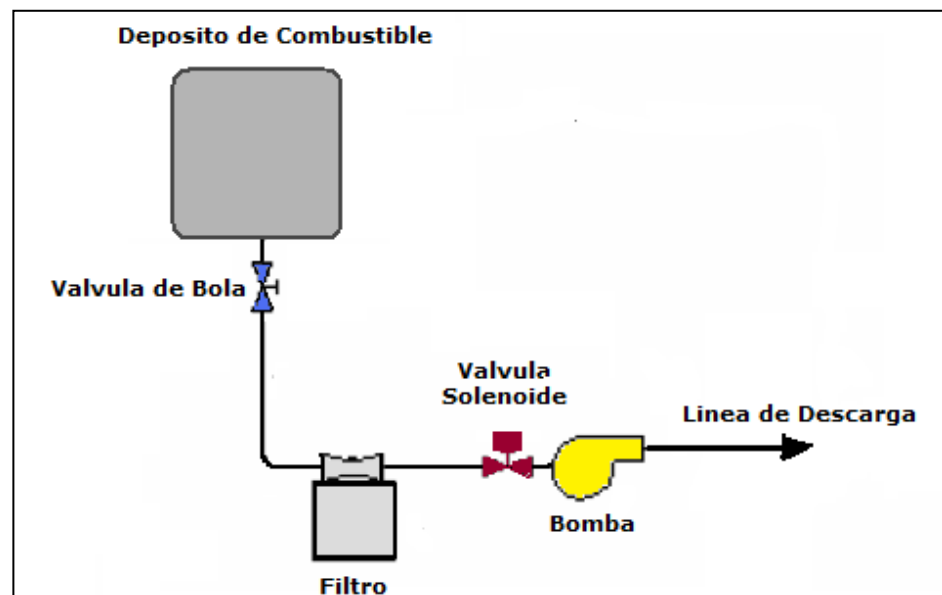 Deposito de Combustible
Valvula de Bola
Valvula
Solenoide
Linea de Descarga
Bomba
Filtro